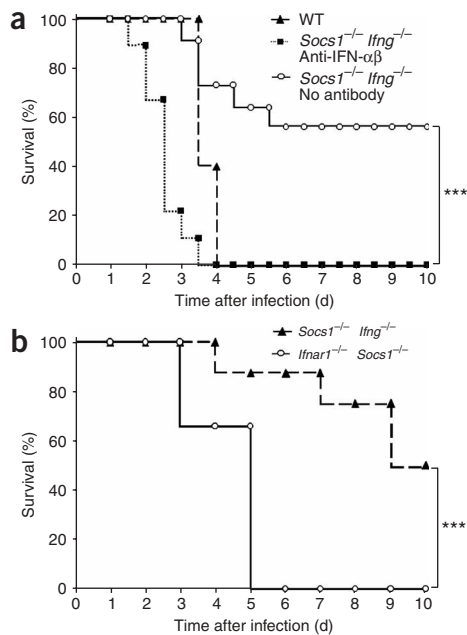 a
WT
Socs1–/– Ifng–/–
Anti-IFN-αβ
Socs1–/– Ifng–/–
No antibody
Survival (%)
100
80
60
40
20
0
***
0 1 2 3 4 5 6 7 8 9 10
Time after infection (d)
b
Socs1–/– Ifng–/–
Ifnar1–/– Socs1–/–
Survival (%)
100
80
60
40
20
0
***
0 1 2 3 4 5 6 7 8 9 10
Time after infection (d)